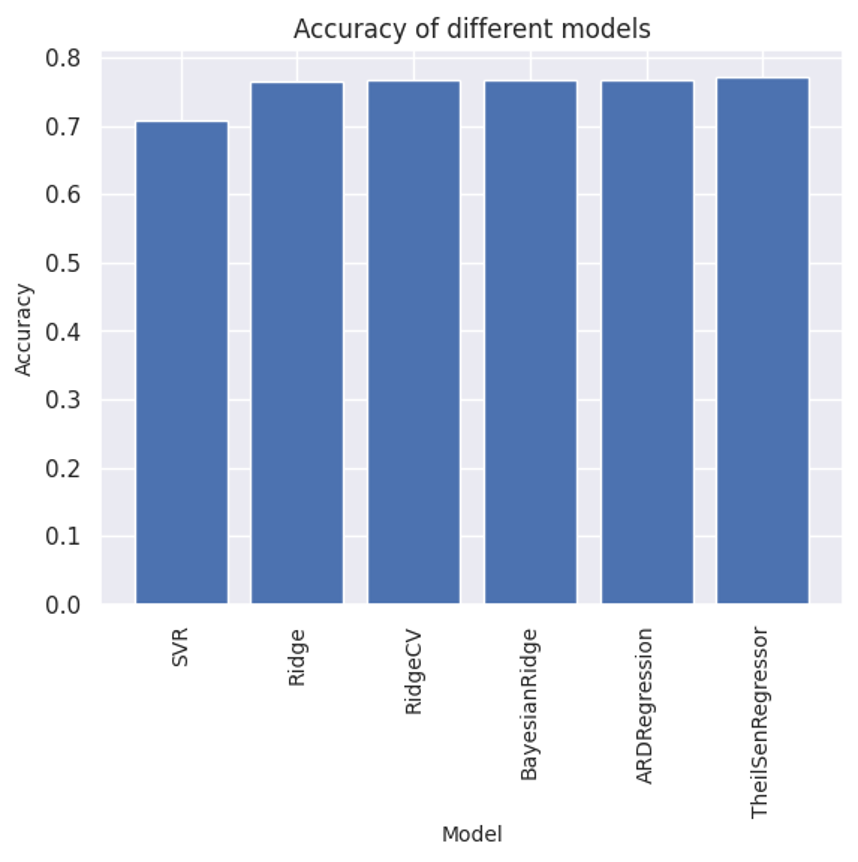 Accuracy of different models
0.8
0.7
0.6
0.5
0.4
0.3
0.2
0.1
0.0
Accuracy
SVR
Ridge
RidgeCV
BayesianRidge
ARDRegression
TheilSenRegressor
Model